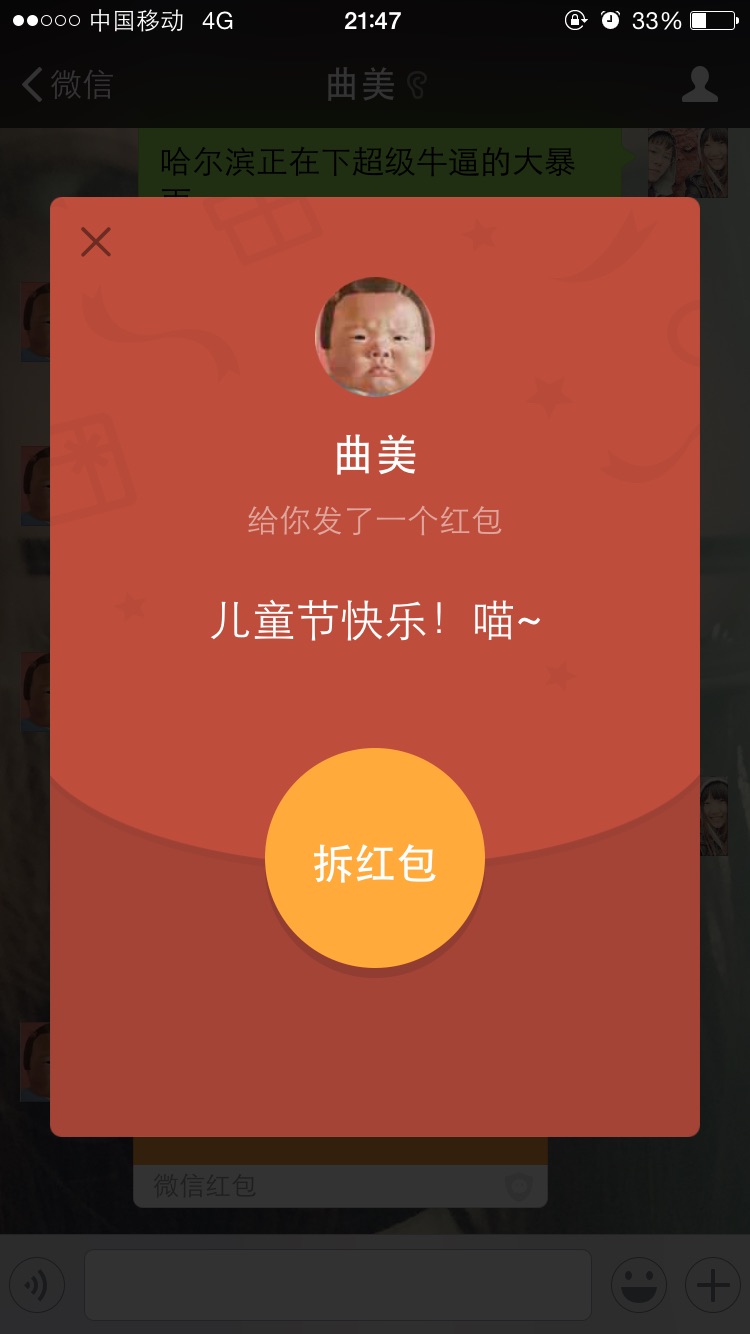 中国移动 4G 21:47 33%
微信 曲美
哈尔滨正在下超级牛逼的大暴
曲美
给你发了一个红包
儿童节快乐！喵~
拆红包
微信红包